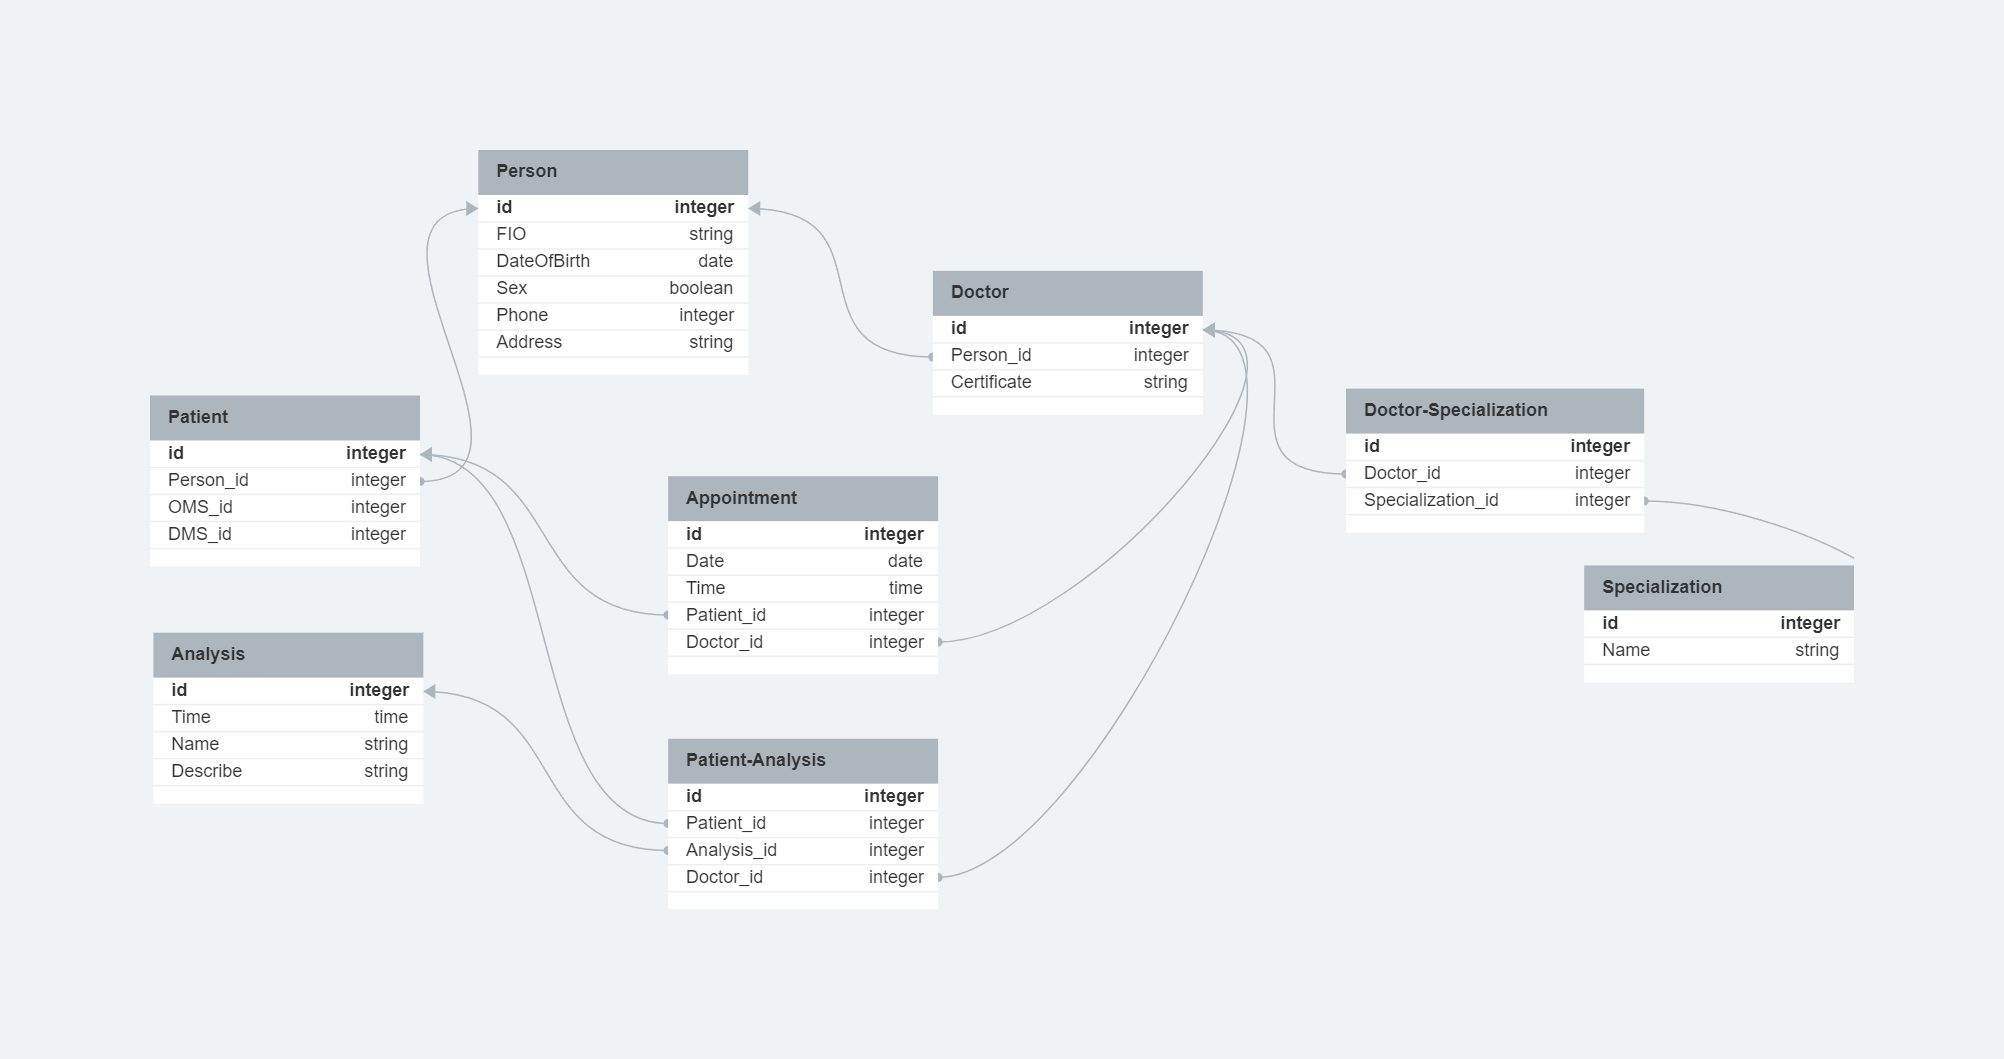 Person
id integer
FIO string
DateOfBirth date
Sex boolean
Phone integer
Address string
Doctor
id integer
Person_id integer
Certificate string
Patient
id integer
Person_id integer
OMS_id integer
DMS_id integer
Doctor-Specialization
id integer
Doctor_id integer
Specialization_id integer
Appointment
id integer
Date date
Time time
Patient_id integer
Doctor_id integer
Specialization
id integer
Name string
Analysis
id integer
Time time
Name string
Describe string
Patient-Analysis
id integer
Patient_id integer
Analysis_id integer
Doctor_id integer